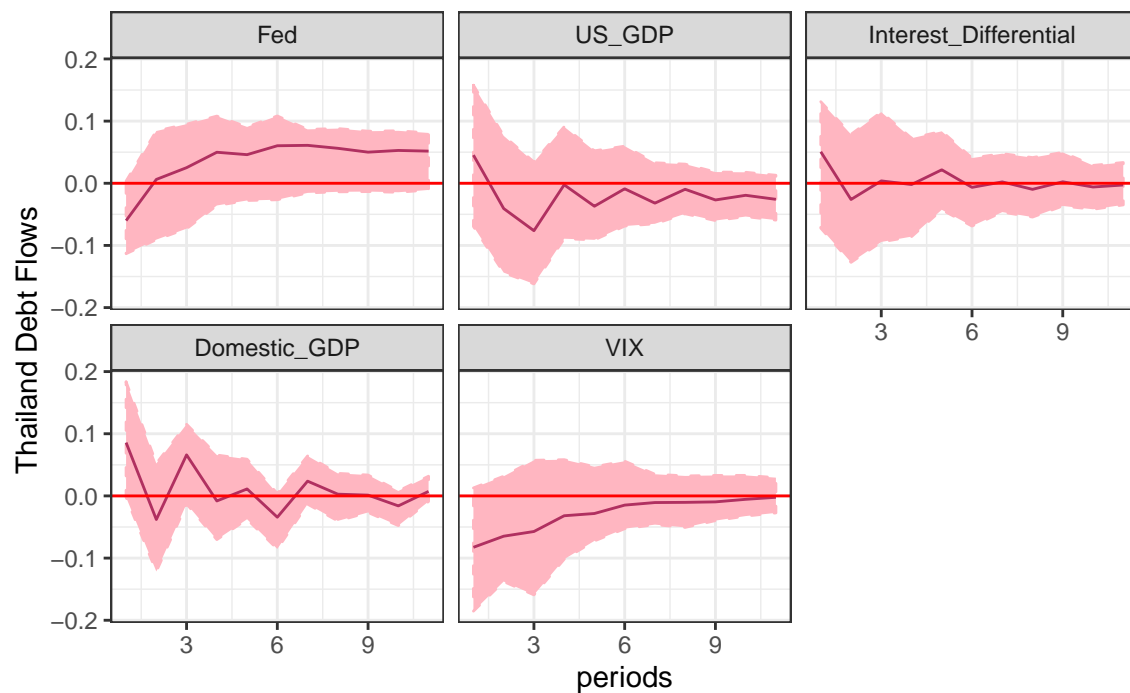 Fed
US_GDP
Interest_Differential
0.2
0.1
0.0
−0.1
−0.2
3
6
9
Domestic_GDP
VIX
0.2
0.1
0.0
−0.1
−0.2
3
6
9
3
6
9
periods
Thailand Debt Flows